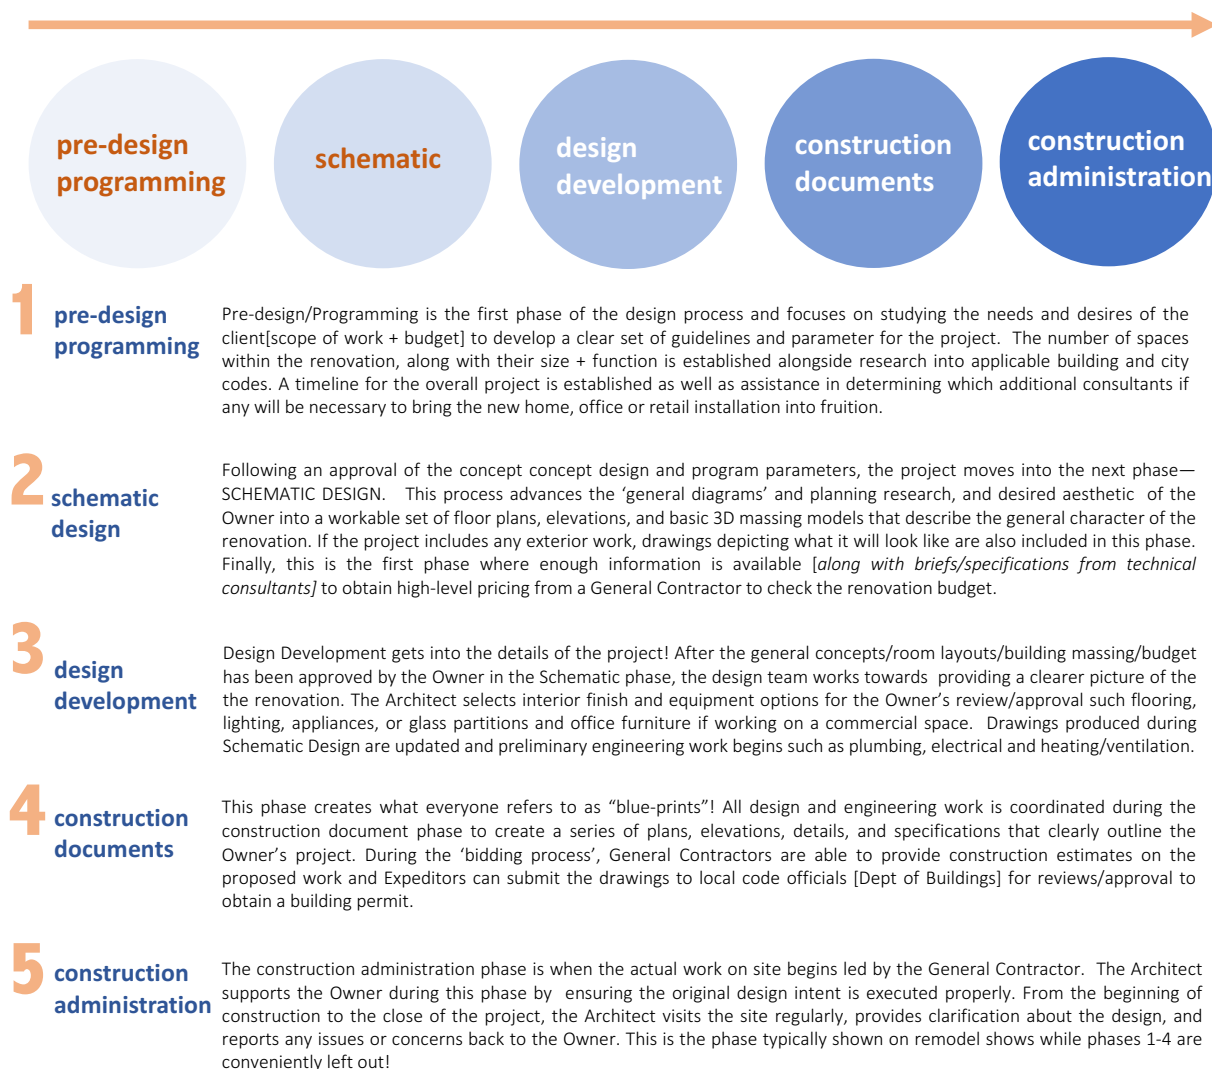 pre-design
programming
schematic
design
development
construction
documents
construction
administration
1
pre-design
programming
Pre-design/Programming is the first phase of the design process and focuses on studying the needs and desires of the
client[scope of work + budget] to develop a clear set of guidelines and parameter for the project. The number of spaces
within the renovation, along with their size + function is established alongside research into applicable building and city
codes. A timeline for the overall project is established as well as assistance in determining which additional consultants if
any will be necessary to bring the new home, office or retail installation into fruition.
2
schematic
design
Following an approval of the concept concept design and program parameters, the project moves into the next phase—
SCHEMATIC DESIGN. This process advances the ‘general diagrams’ and planning research, and desired aesthetic of the
Owner into a workable set of floor plans, elevations, and basic 3D massing models that describe the general character of the
renovation. If the project includes any exterior work, drawings depicting what it will look like are also included in this phase.
Finally, this is the first phase where enough information is available [along with briefs/specifications from technical
consultants] to obtain high-level pricing from a General Contractor to check the renovation budget.
3
design
development
Design Development gets into the details of the project! After the general concepts/room layouts/building massing/budget
has been approved by the Owner in the Schematic phase, the design team works towards providing a clearer picture of the
the renovation. The Architect selects interior finish and equipment options for the Owner’s review/approval such flooring,
lighting, appliances, or glass partitions and office furniture if working on a commercial space. Drawings produced during
Schematic Design are updated and preliminary engineering work begins such as plumbing, electrical and heating/ventilation.
4
construction
documents
This phase creates what everyone refers to as “blue-prints”! All design and engineering work is coordinated during the
construction document phase to create a series of plans, elevations, details, and specifications that clearly outline the
Owner’s project. During the ‘bidding process’, General Contractors are able to provide construction estimates on the
proposed work and Expeditors can submit the drawings to local code officials [Dept of Buildings] for reviews/approval to
obtain a building permit.
5
construction
administration
The construction administration phase is when the actual work on site begins led by the General Contractor. The Architect
supports the Owner during this phase by ensuring the original design intent is executed properly. From the beginning of
construction to the close of the project, the Architect visits the site regularly, provides clarification about the design, and
reports any issues or concerns back to the Owner. This is the phase typically shown on remodel shows while phases 1-4 are
conveniently left out!